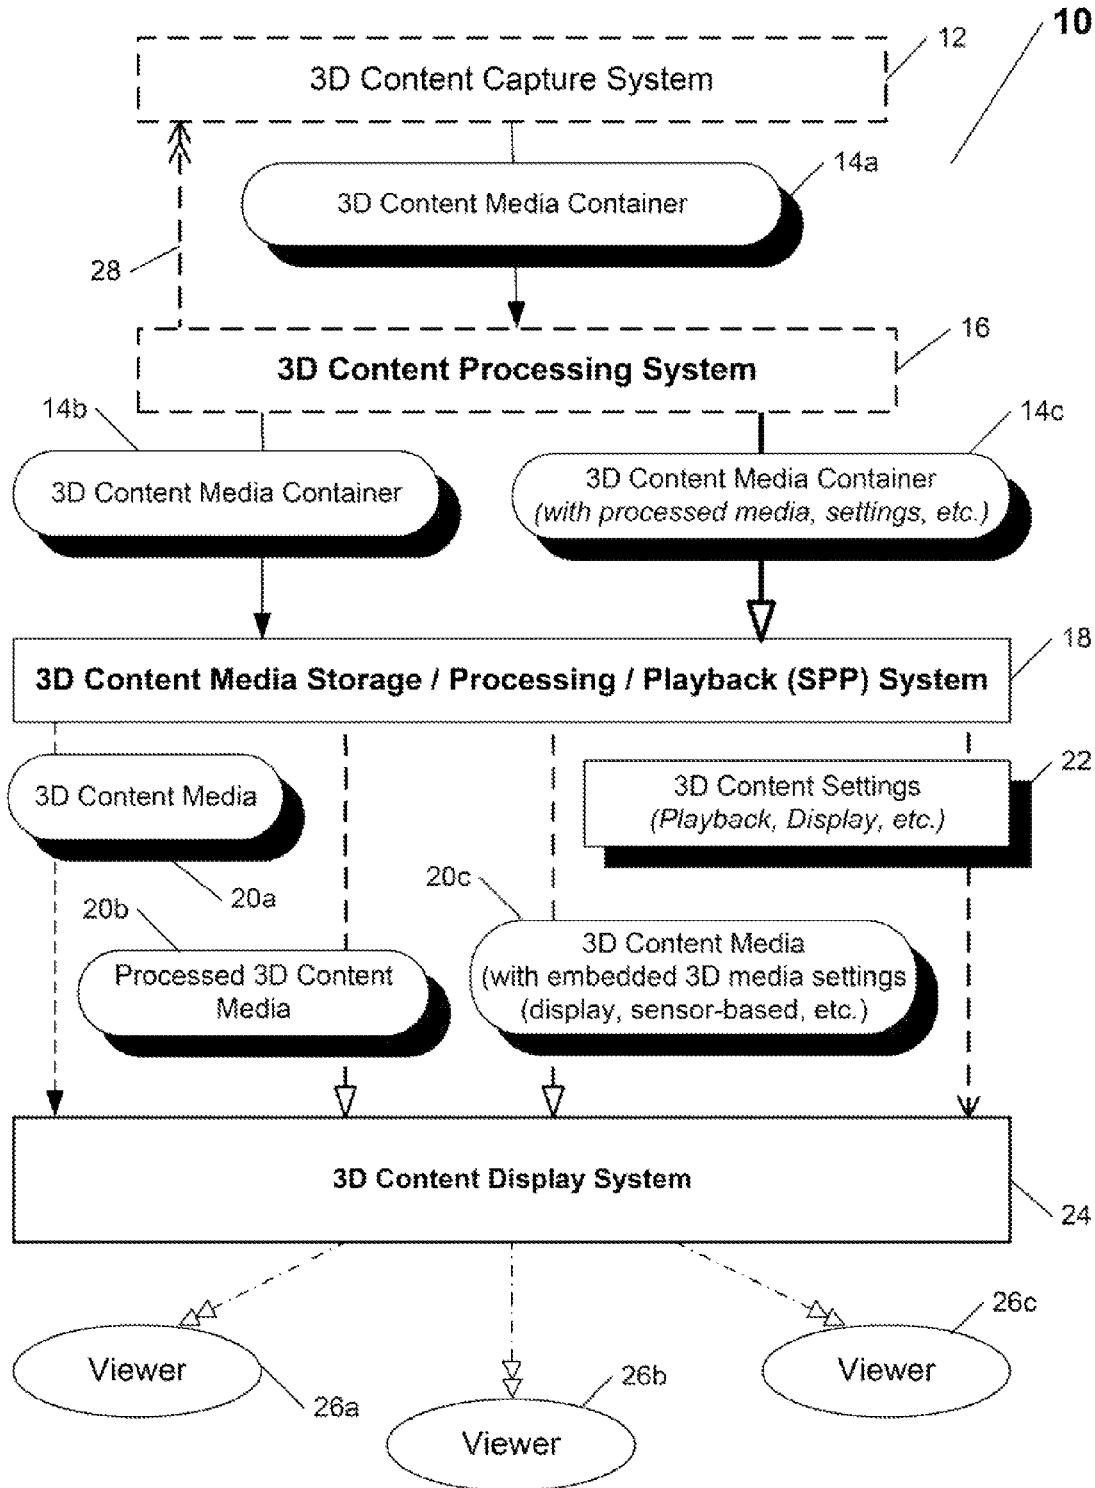 10
12
3D Content Capture System
14a
3D Content Media Container
28
16
3D Content Processing System
14b
14c
3D Content Media Container
3D Content Media Container
(with processed media, settings, etc.)
18
3D Content Media Storage / Processing / Playback (SPP) System
22
3D Content Media
3D Content Settings
(Playback, Display, etc.)
20a
20b
20c
Processed 3D Content
Media
3D Content Media
(with embedded 3D media settings
(display, sensor-based, etc.)
3D Content Display System
24
26c
Viewer
26a
26b
Viewer
Viewer